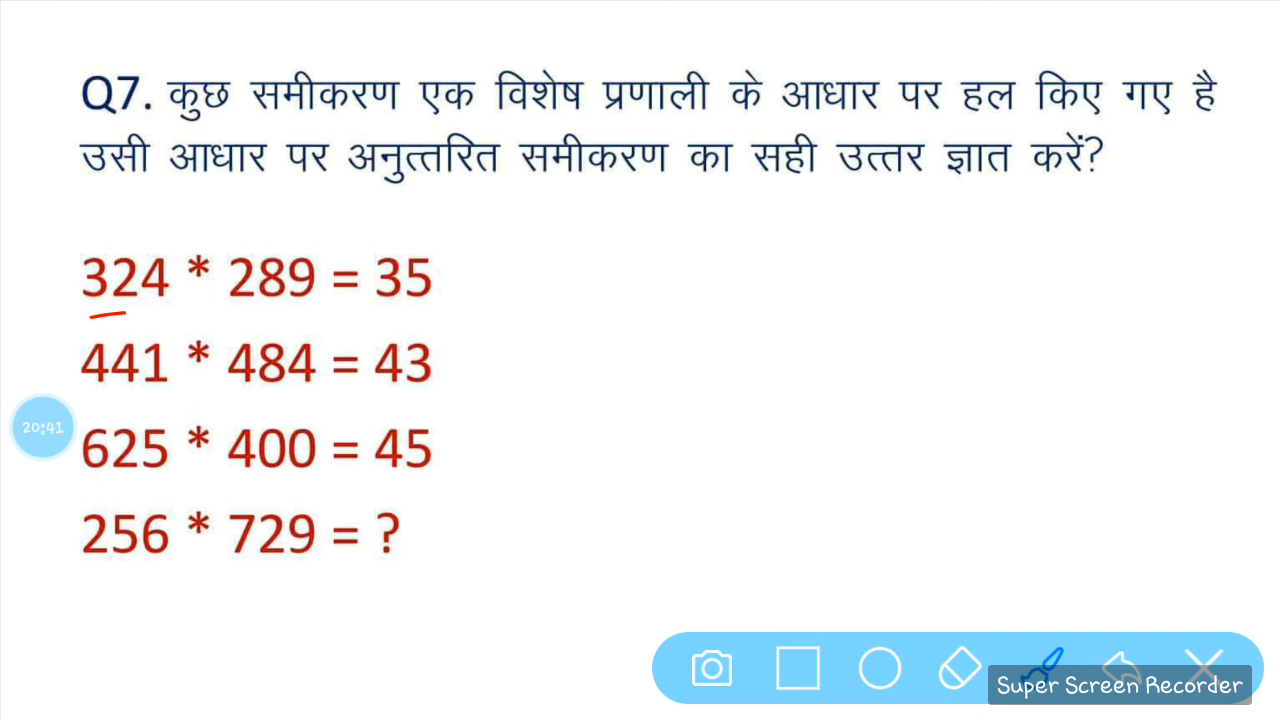 Q7. कुछ समीकरण एक विशेष प्रणाली के आधार पर हल किए गए है
उसी आधार पर अनुत्तरित समीकरण का सही उत्तर ज्ञात करें?
324 * 289 = 35
441 * 484 = 43
20:41
625 * 400 = 45
256 * 729 = ?
Super Screen Recorder